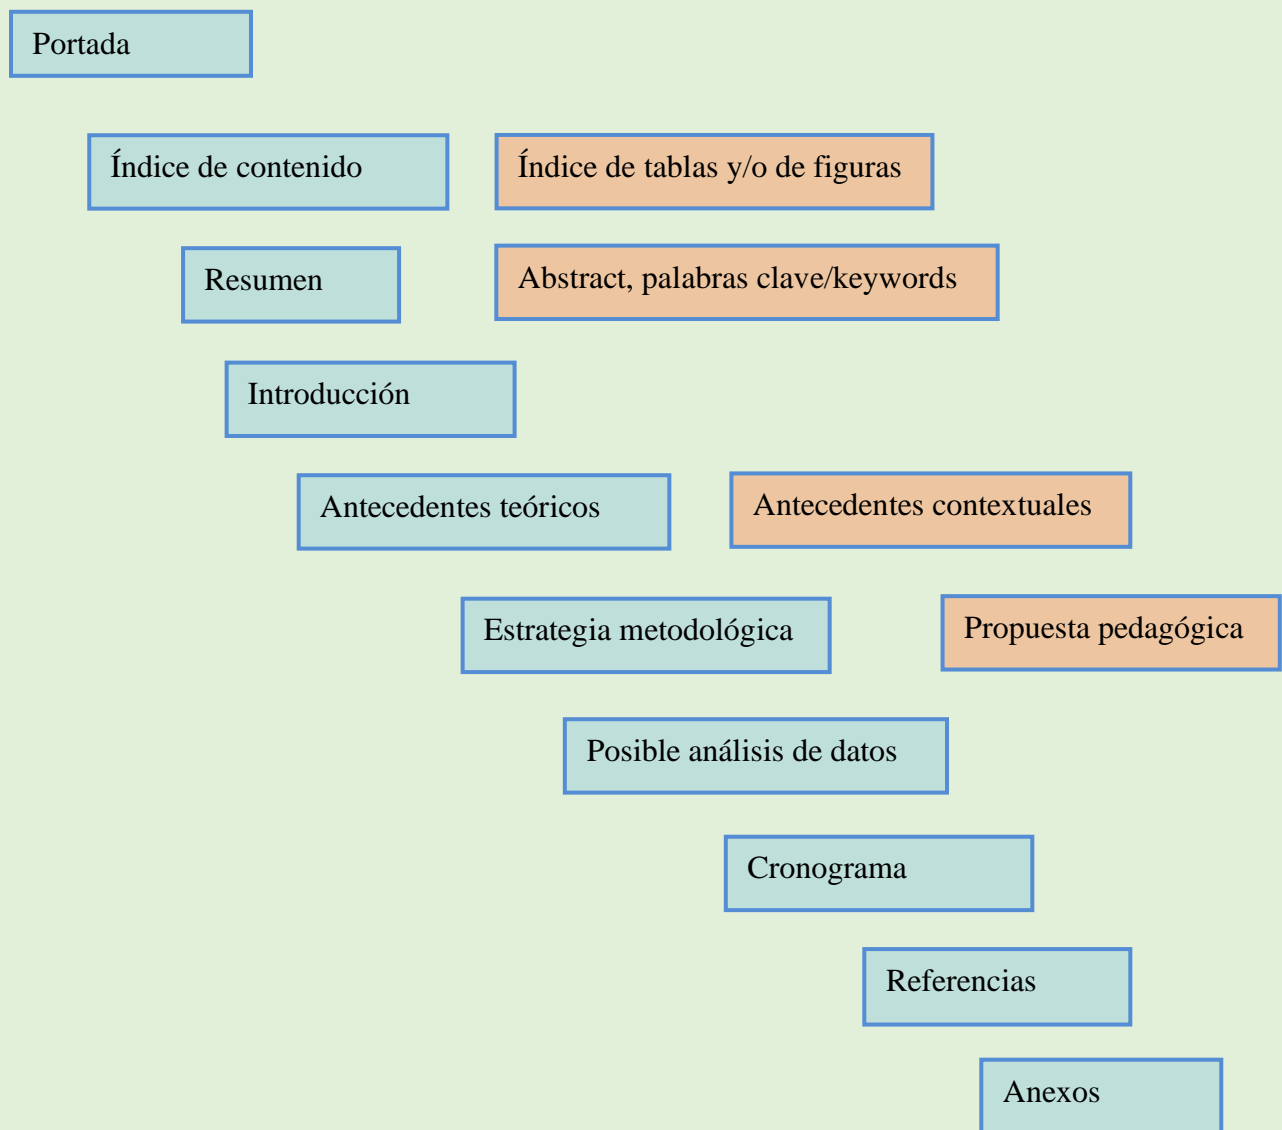 Portada
Índice de contenido
Índice de tablas y/o de figuras
Resumen
Abstract, palabras clave/keywords
Introducción
Antecedentes teóricos
Antecedentes contextuales
Estrategia metodológica
Propuesta pedagógica
Posible análisis de datos
Cronograma
Referencias
Anexos